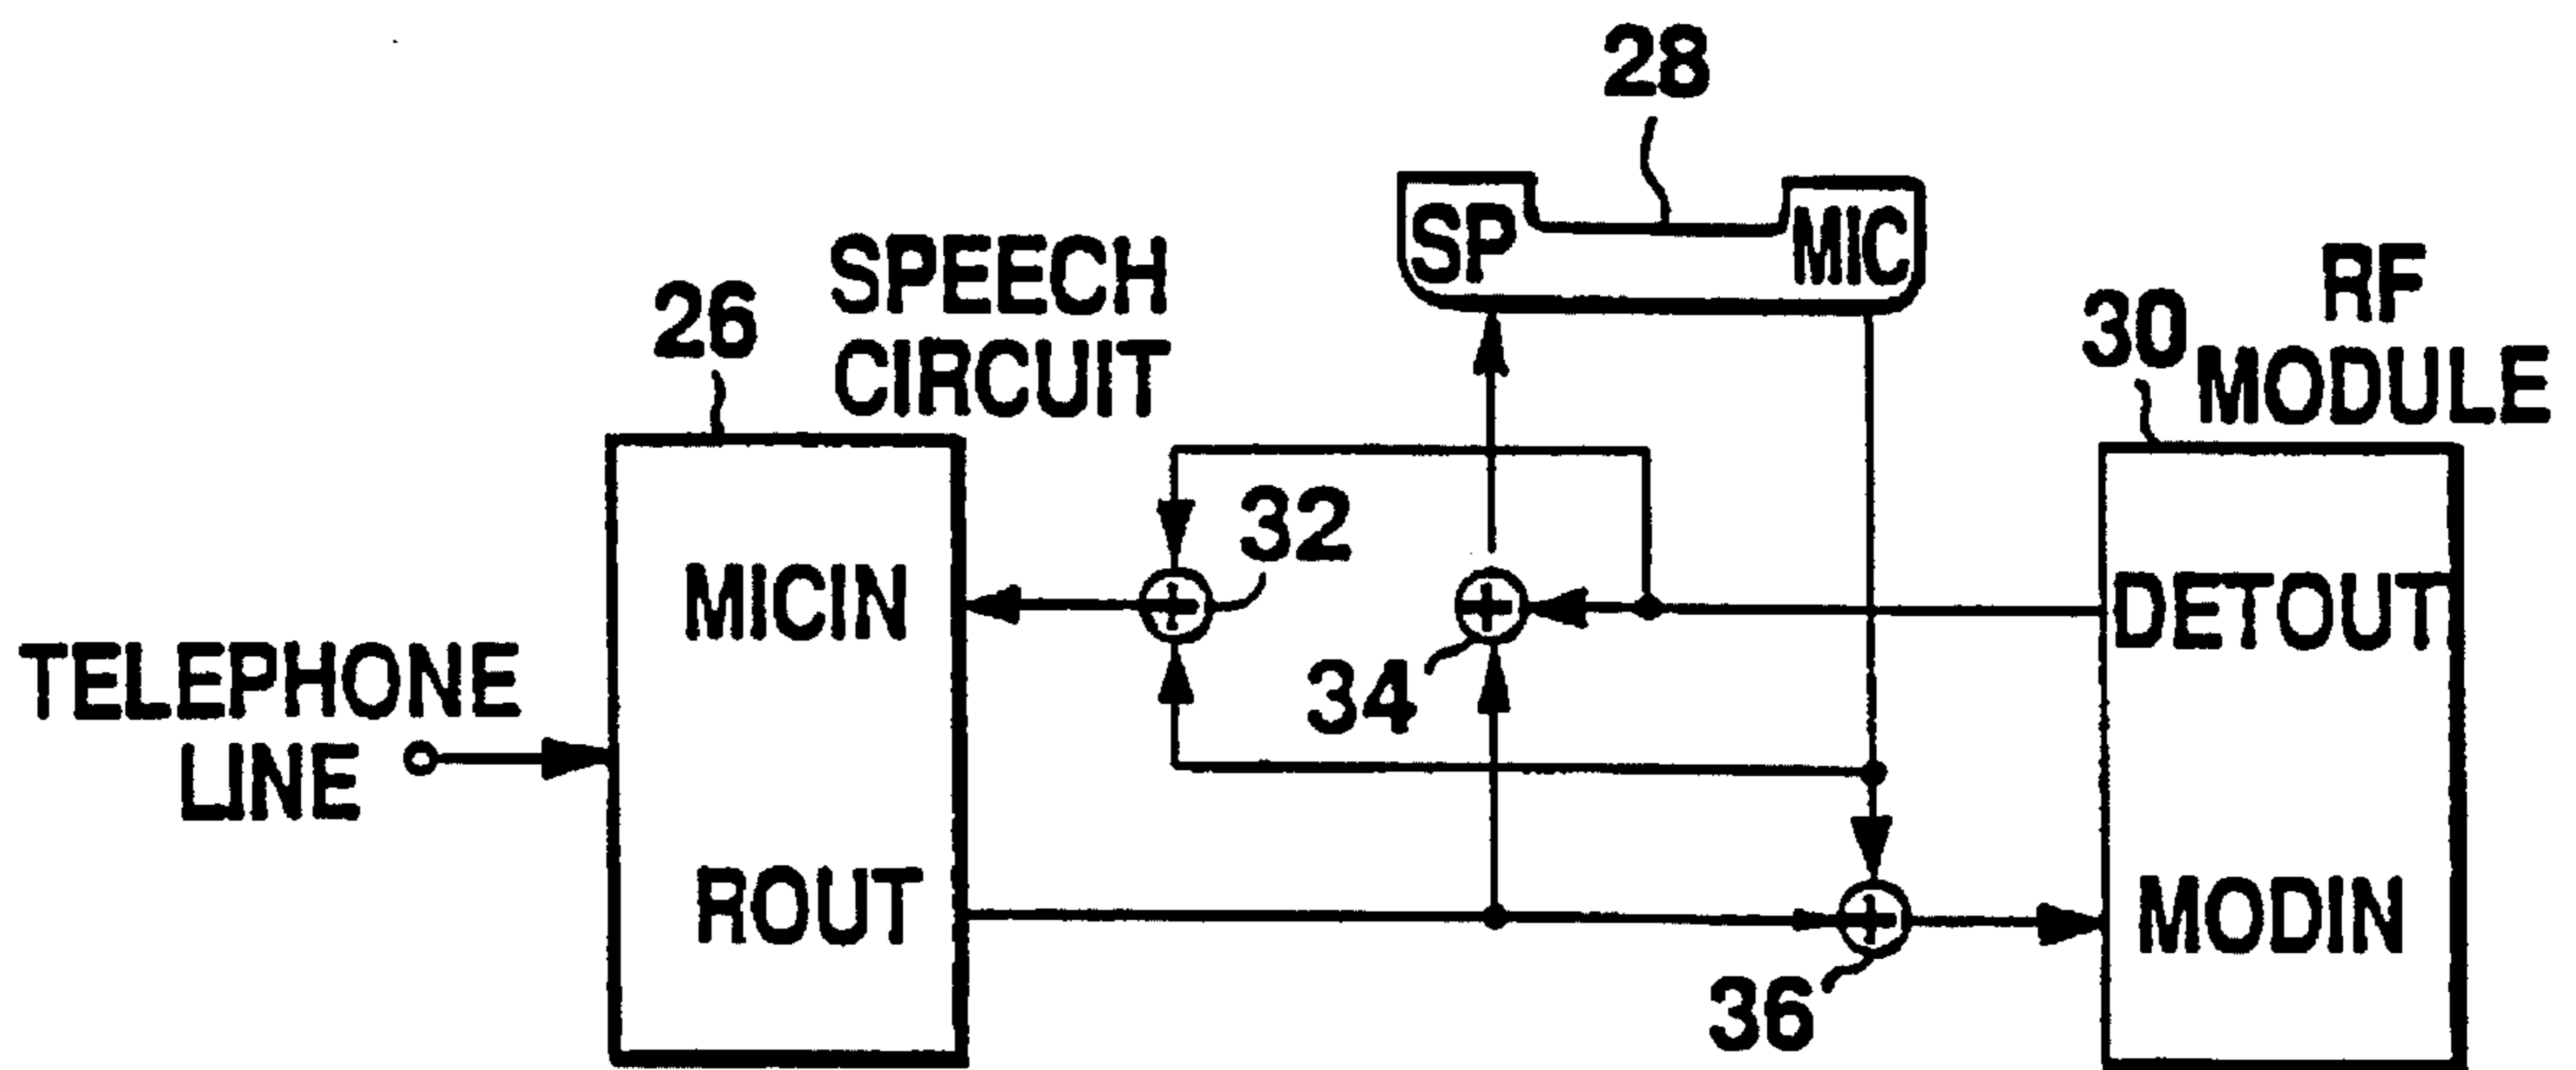 28
SP
MIC
SPEECH
CIRCUIT
26
RF
MODULE
30
32
MICIN
34
DETOUT
TELEPHONE
LINE
ROUT
36
MODIN